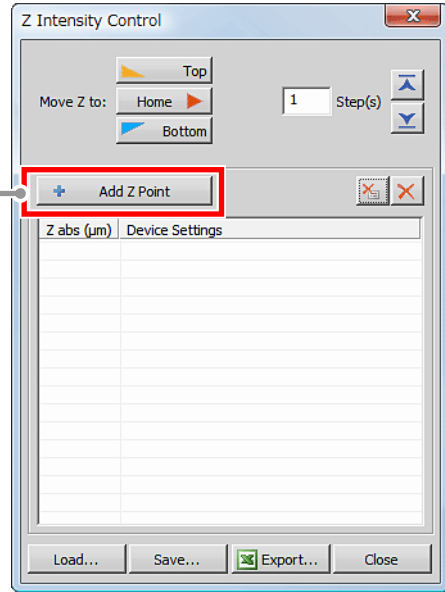 Z Intensity Control
Top
Move Z to: Home 1 Step(s)
Bottom
Add Z Point
Z abs (µm) Device Settings
Load... Save... Export... Close